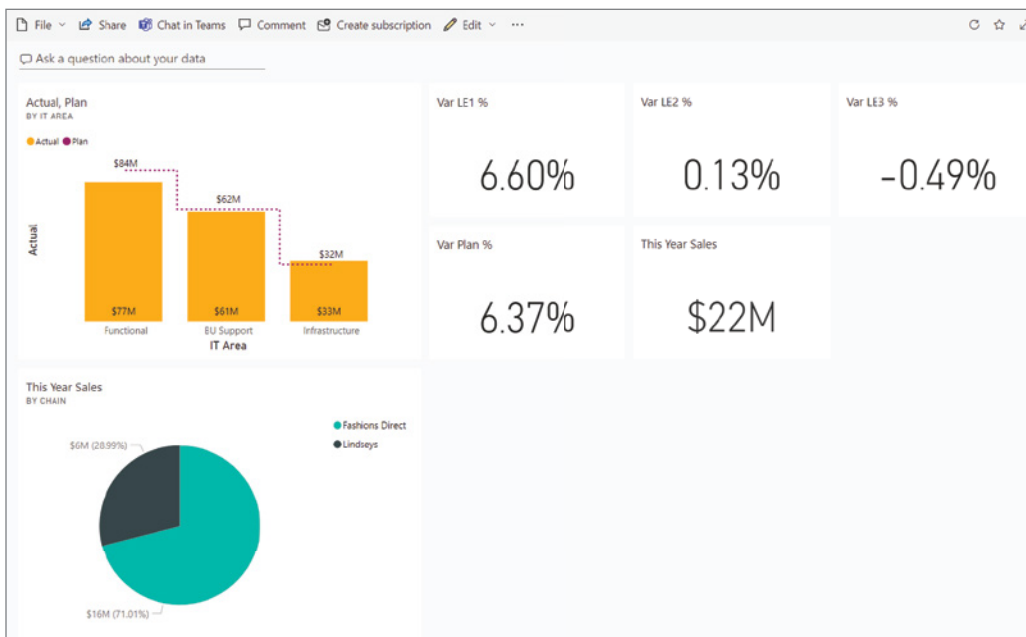 File Share Chat in Teams Comment Create subscription Edit ...
Ask a question about your data
Actual, Plan
BY IT AREA
Actual Plan
$84M
$62M
$32M
Actual
$77M $61M $33M
Functional EU Support Infrastructure
IT Area
Var LE1 %
6.60%
Var LE2 %
0.13%
Var LE3 %
-0.49%
Var Plan %
6.37%
This Year Sales
$22M
This Year Sales
BY CHAIN
Fashions Direct
Lindseys
$6M (28.99%)
$16M (71.01%)